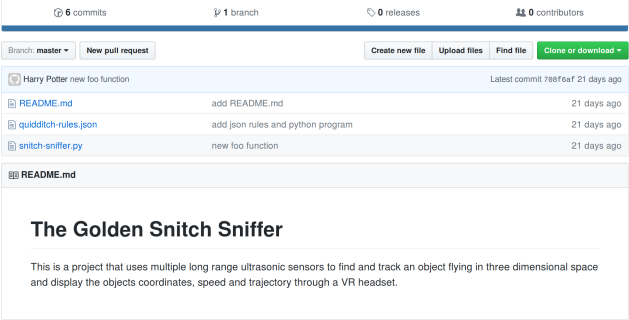 6 commits 1 branch 0 releases 0 contributors
Branch: master New pull request Create new file Upload files Find file Clone or download
Harry Potter new foo function Latest commit 708f6af 21 days ago
README.md add README.md 21 days ago
quidditch-rules.json add json rules and python program 21 days ago
snitch-sniffer.py new foo function 21 days ago
README.md
The Golden Snitch Sniffer
This is a project that uses multiple long range ultrasonic sensors to find and track an object flying in three dimensional space
and display the objects coordinates, speed and trajectory through a VR headset.